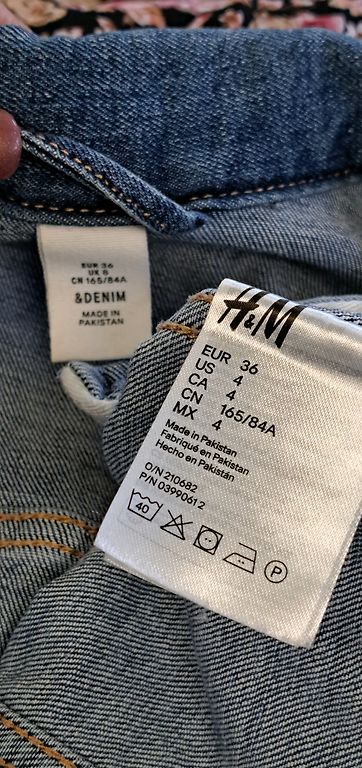 EUR 36
UK 8
CN 165/84A
&DENIM
MADE IN
PAKISTAN
H&M
EUR 36
US 4
CA 4
CN 165/84A
MX 4
Made in Pakistan
Fabriqué en Pakistan
Hecho en Pakistán
O/N 210682
P/N 03990612
40
P